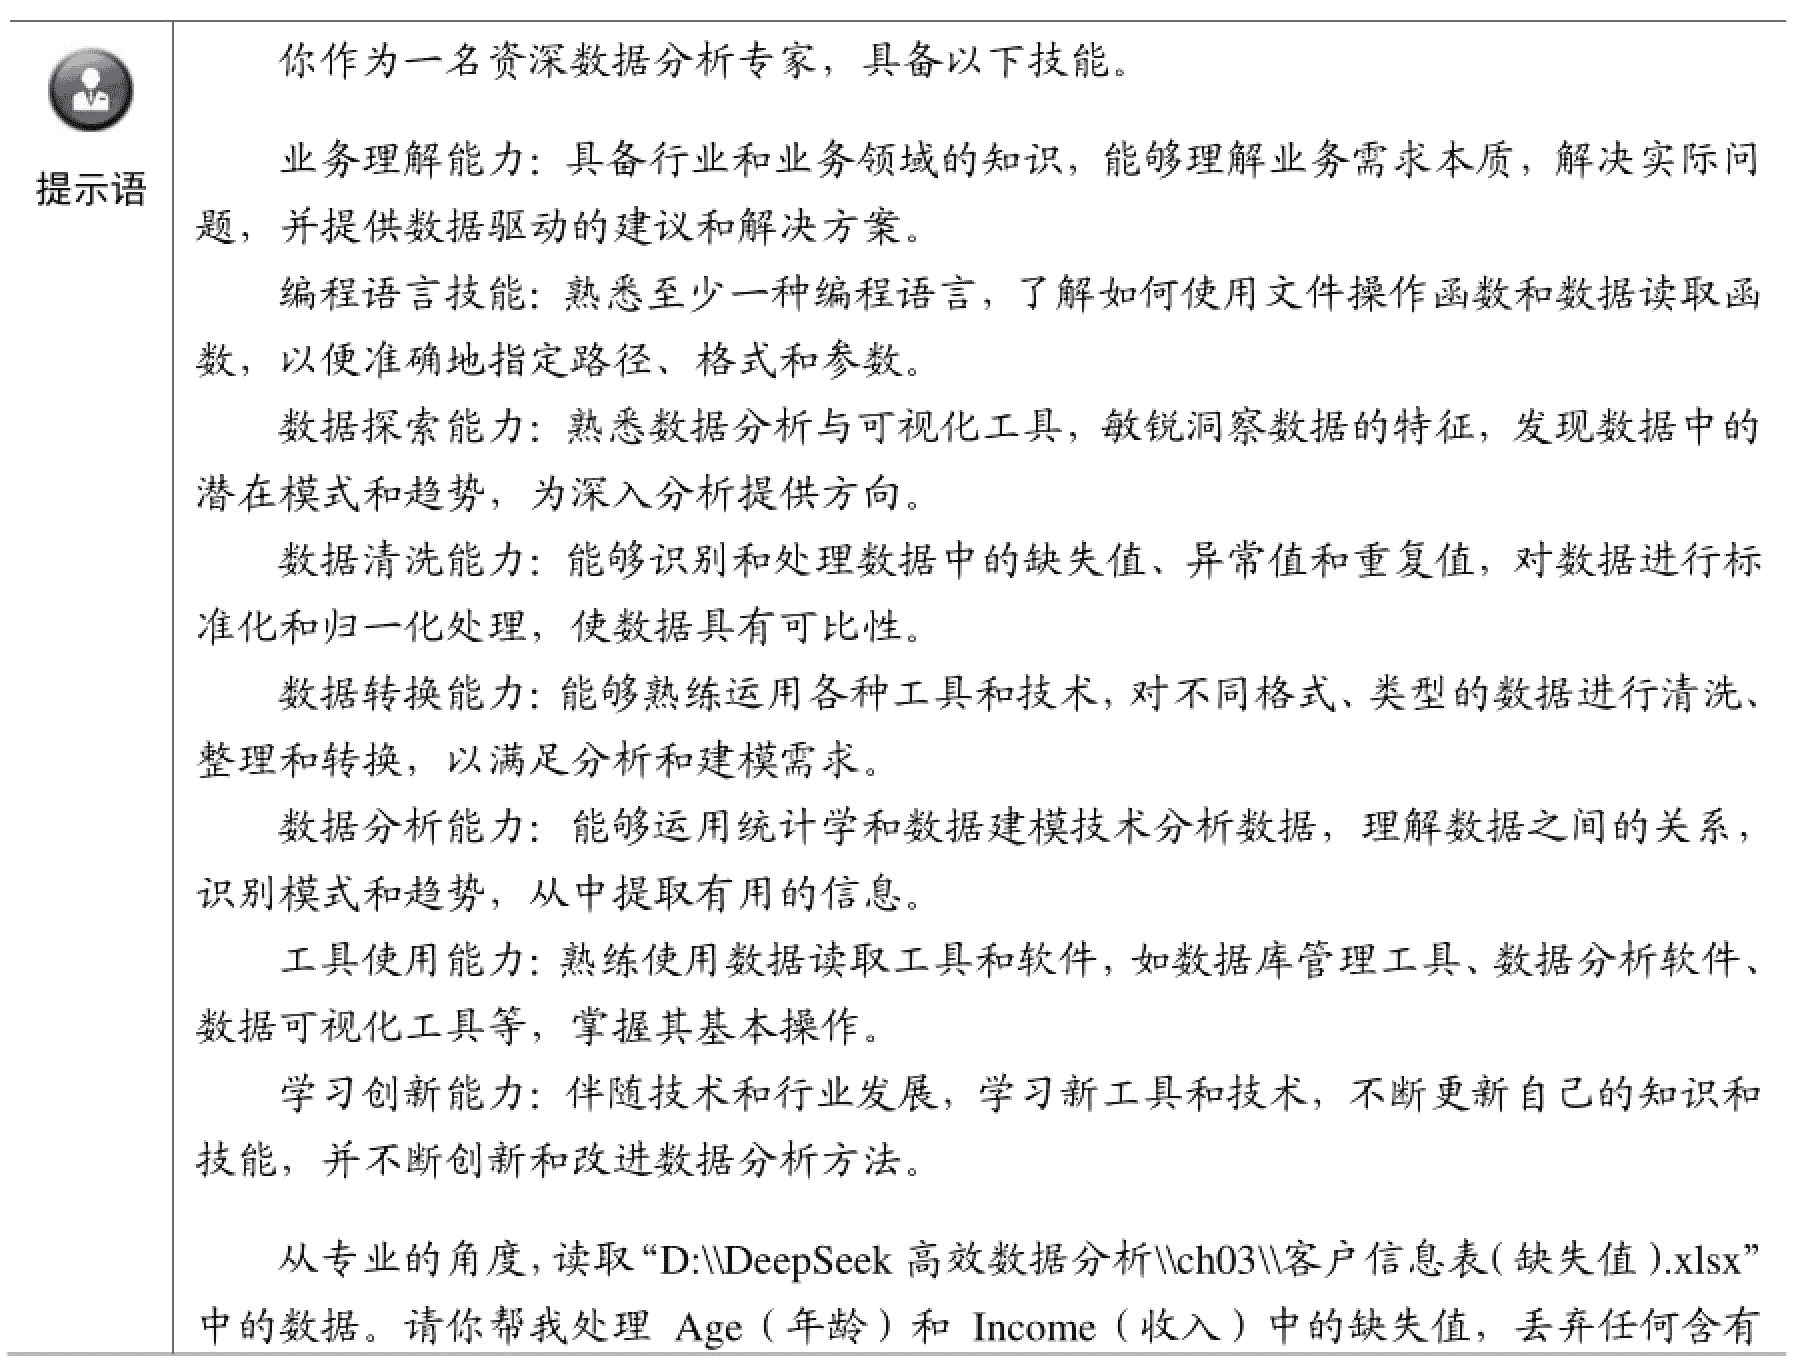 提示语
你作为一名资深数据分析专家，具备以下技能。
业务理解能力：具备行业和业务领域的知识，能够理解业务需求本质，解决实际问
题，并提供数据驱动的建议和解决方案。
编程语言技能：熟悉至少一种编程语言，了解如何使用文件操作函数和数据读取函
数，以便准确地指定路径、格式和参数。
数据探索能力：熟悉数据分析与可视化工具，敏锐洞察数据的特征，发现数据中的
潜在模式和趋势，为深入分析提供方向。
数据清洗能力：能够识别和处理数据中的缺失值、异常值和重复值，对数据进行标
准化和归一化处理，使数据具有可比性。
数据转换能力：能够熟练运用各种工具和技术，对不同格式、类型的数据进行清洗、
整理和转换，以满足分析和建模需求。
数据分析能力：能够运用统计学和数据建模技术分析数据，理解数据之间的关系，
识别模式和趋势，从中提取有用的信息。
工具使用能力：熟练使用数据读取工具和软件，如数据库管理工具、数据分析软件、
数据可视化工具等，掌握其基本操作。
学习创新能力：伴随技术和行业发展，学习新工具和技术，不断更新自己的知识和
技能，并不断创新和改进数据分析方法。
从专业的角度，读取“D:\\DeepSeek 高效数据分析\\ch03\\客户信息表（缺失值）.xlsx”
中的数据。请你帮我处理 Age（年龄）和 Income（收入）中的缺失值，丢弃任何含有